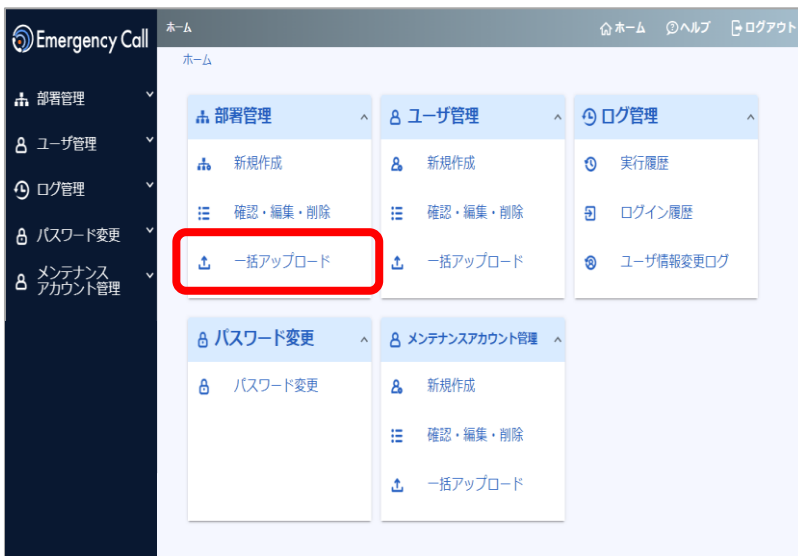 Emergency Call
ホーム
ホーム
ヘルプ
ログアウト
ホーム
部署管理
ユーザ管理
ログ管理
パスワード変更
メンテナンス
アカウント管理
部署管理
新規作成
確認・編集・削除
一括アップロード
ユーザ管理
新規作成
確認・編集・削除
一括アップロード
ログ管理
実行履歴
ログイン履歴
ユーザ情報変更ログ
パスワード変更
パスワード変更
メンテナンスアカウント管理
新規作成
確認・編集・削除
一括アップロード